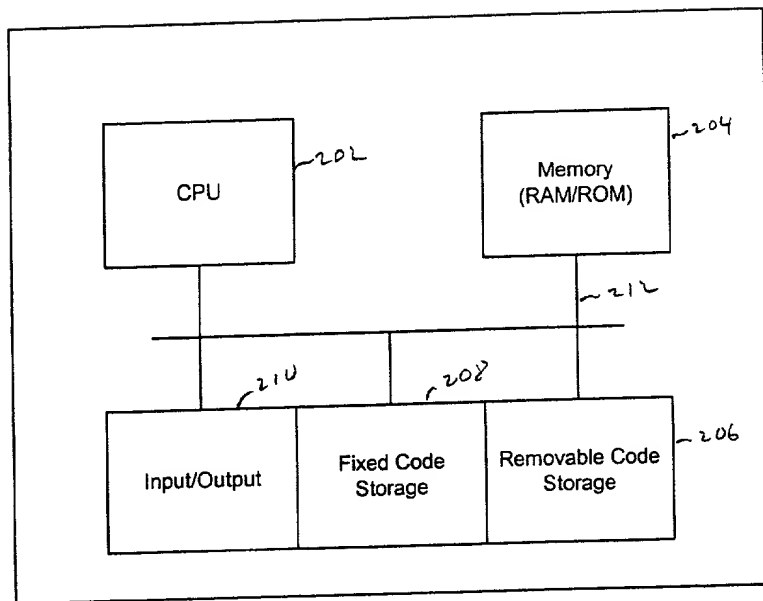 CPU
202
Memory
(RAM/ROM)
204
212
210
208
Input/Output
Fixed Code
Storage
Removable Code
Storage
206